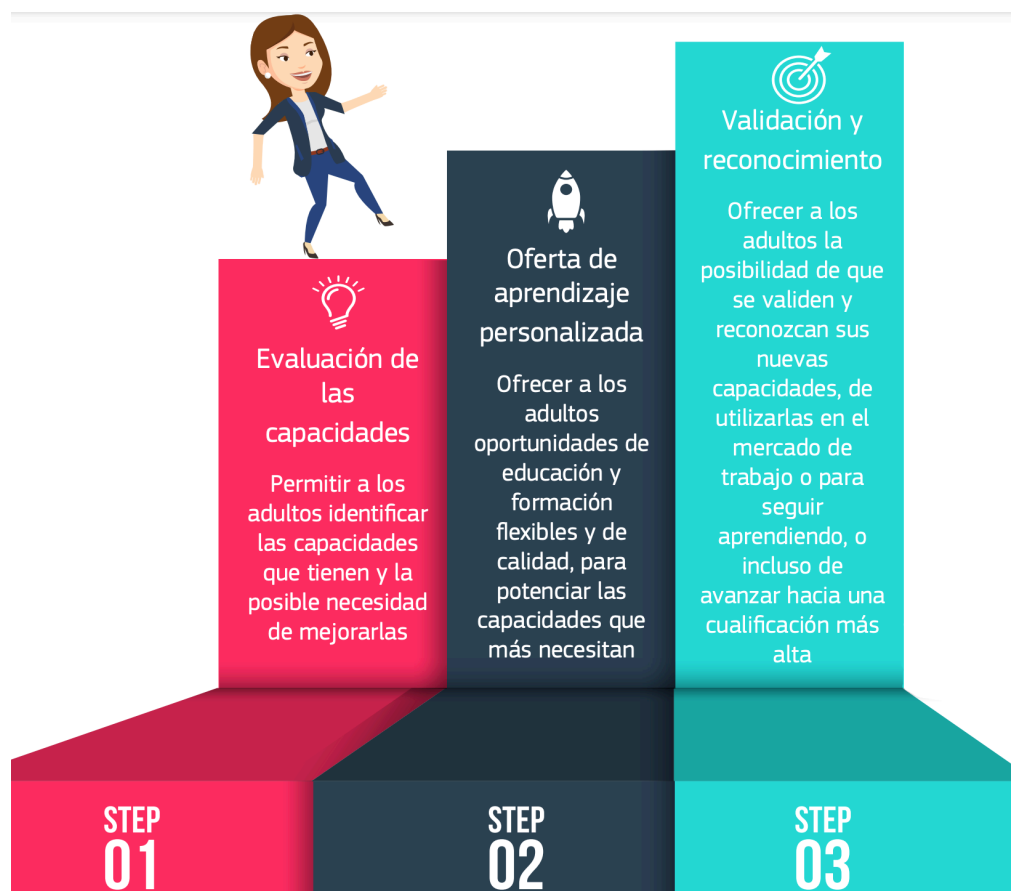 Evaluación de
las
capacidades
Permitir a los
adultos identificar
las capacidades
que tienen y la
posible necesidad
de mejorarlas
STEP
01
Oferta de
aprendizaje
personalizada
Ofrecer a los
adultos
oportunidades de
educación y
formación
flexibles y de
calidad, para
potenciar las
capacidades que
más necesitan
STEP
02
Validación y
reconocimiento
Ofrecer a los
adultos la
posibilidad de que
se validen y
reconozcan sus
nuevas
capacidades, de
utilizarlas en el
mercado de
trabajo o para
seguir
aprendiendo, o
incluso de
avanzar hacia una
cualificación más
alta
STEP
03